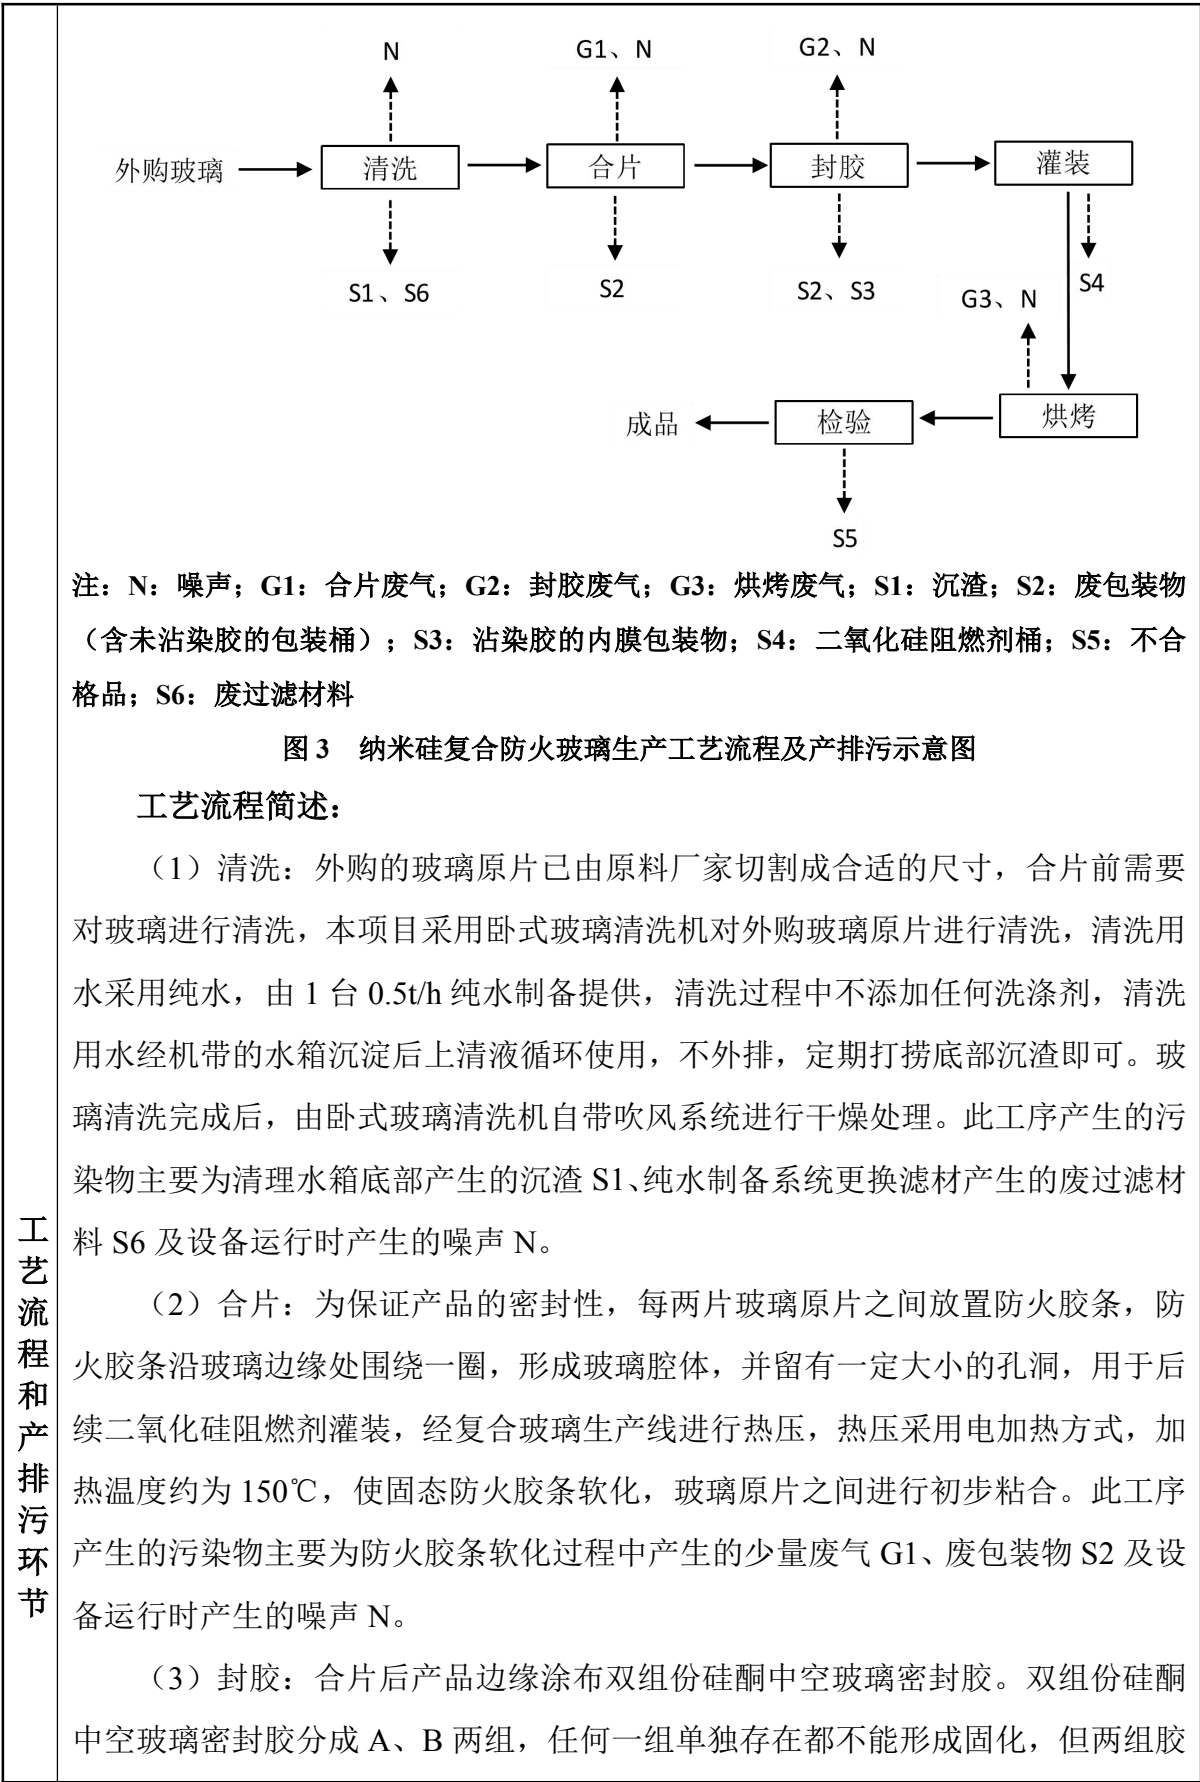 N
G1、N
G2、N
外购玻璃
清洗
合片
封胶
灌装
S1、S6
S2
S2、S3
S4
G3、N
成品
检验
烘烤
S5
注：N：噪声；G1：合片废气；G2：封胶废气；G3：烘烤废气；S1：沉渣；S2：废包装物
（含未沾染胶的包装桶）；S3：沾染胶的内膜包装物；S4：二氧化硅阻燃剂桶；S5：不合
格品；S6：废过滤材料
图 3 纳米硅复合防火玻璃生产工艺流程及产排污示意图
工艺流程简述：
（1）清洗：外购的玻璃原片已由原料厂家切割成合适的尺寸，合片前需要
对玻璃进行清洗，本项目采用卧式玻璃清洗机对外购玻璃原片进行清洗，清洗用
水采用纯水，由 1 台 0.5t/h 纯水制备提供，清洗过程中不添加任何洗涤剂，清洗
用水经机带的水箱沉淀后上清液循环使用，不外排，定期打捞底部沉渣即可。玻
璃清洗完成后，由卧式玻璃清洗机自带吹风系统进行干燥处理。此工序产生的污
染物主要为清理水箱底部产生的沉渣 S1、纯水制备系统更换滤材产生的废过滤材
料 S6 及设备运行时产生的噪声 N。
（2）合片：为保证产品的密封性，每两片玻璃原片之间放置防火胶条，防
火胶条沿玻璃边缘处围绕一圈，形成玻璃腔体，并留有一定大小的孔洞，用于后
续二氧化硅阻燃剂灌装，经复合玻璃生产线进行热压，热压采用电加热方式，加
热温度约为 150℃，使固态防火胶条软化，玻璃原片之间进行初步粘合。此工序
产生的污染物主要为防火胶条软化过程中产生的少量废气 G1、废包装物 S2 及设
备运行时产生的噪声 N。
（3）封胶：合片后产品边缘涂布双组份硅酮中空玻璃密封胶。双组份硅酮
中空玻璃密封胶分成 A、B 两组，任何一组单独存在都不能形成固化，但两组胶
工艺流程和产排污环节